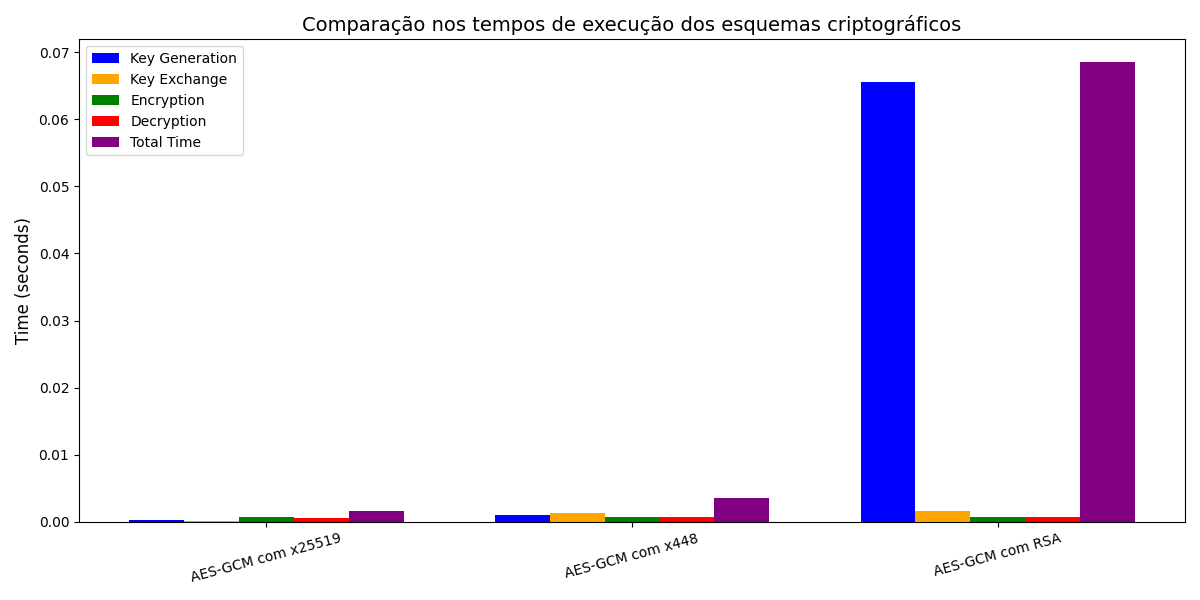 Comparação nos tempos de execução dos esquemas criptográficos
Key Generation
Key Exchange
Encryption
Decryption
Total Time
Time (seconds)
0.07
0.06
0.05
0.04
0.03
0.02
0.01
0.00
AES-GCM com x25519
AES-GCM com x448
AES-GCM com RSA